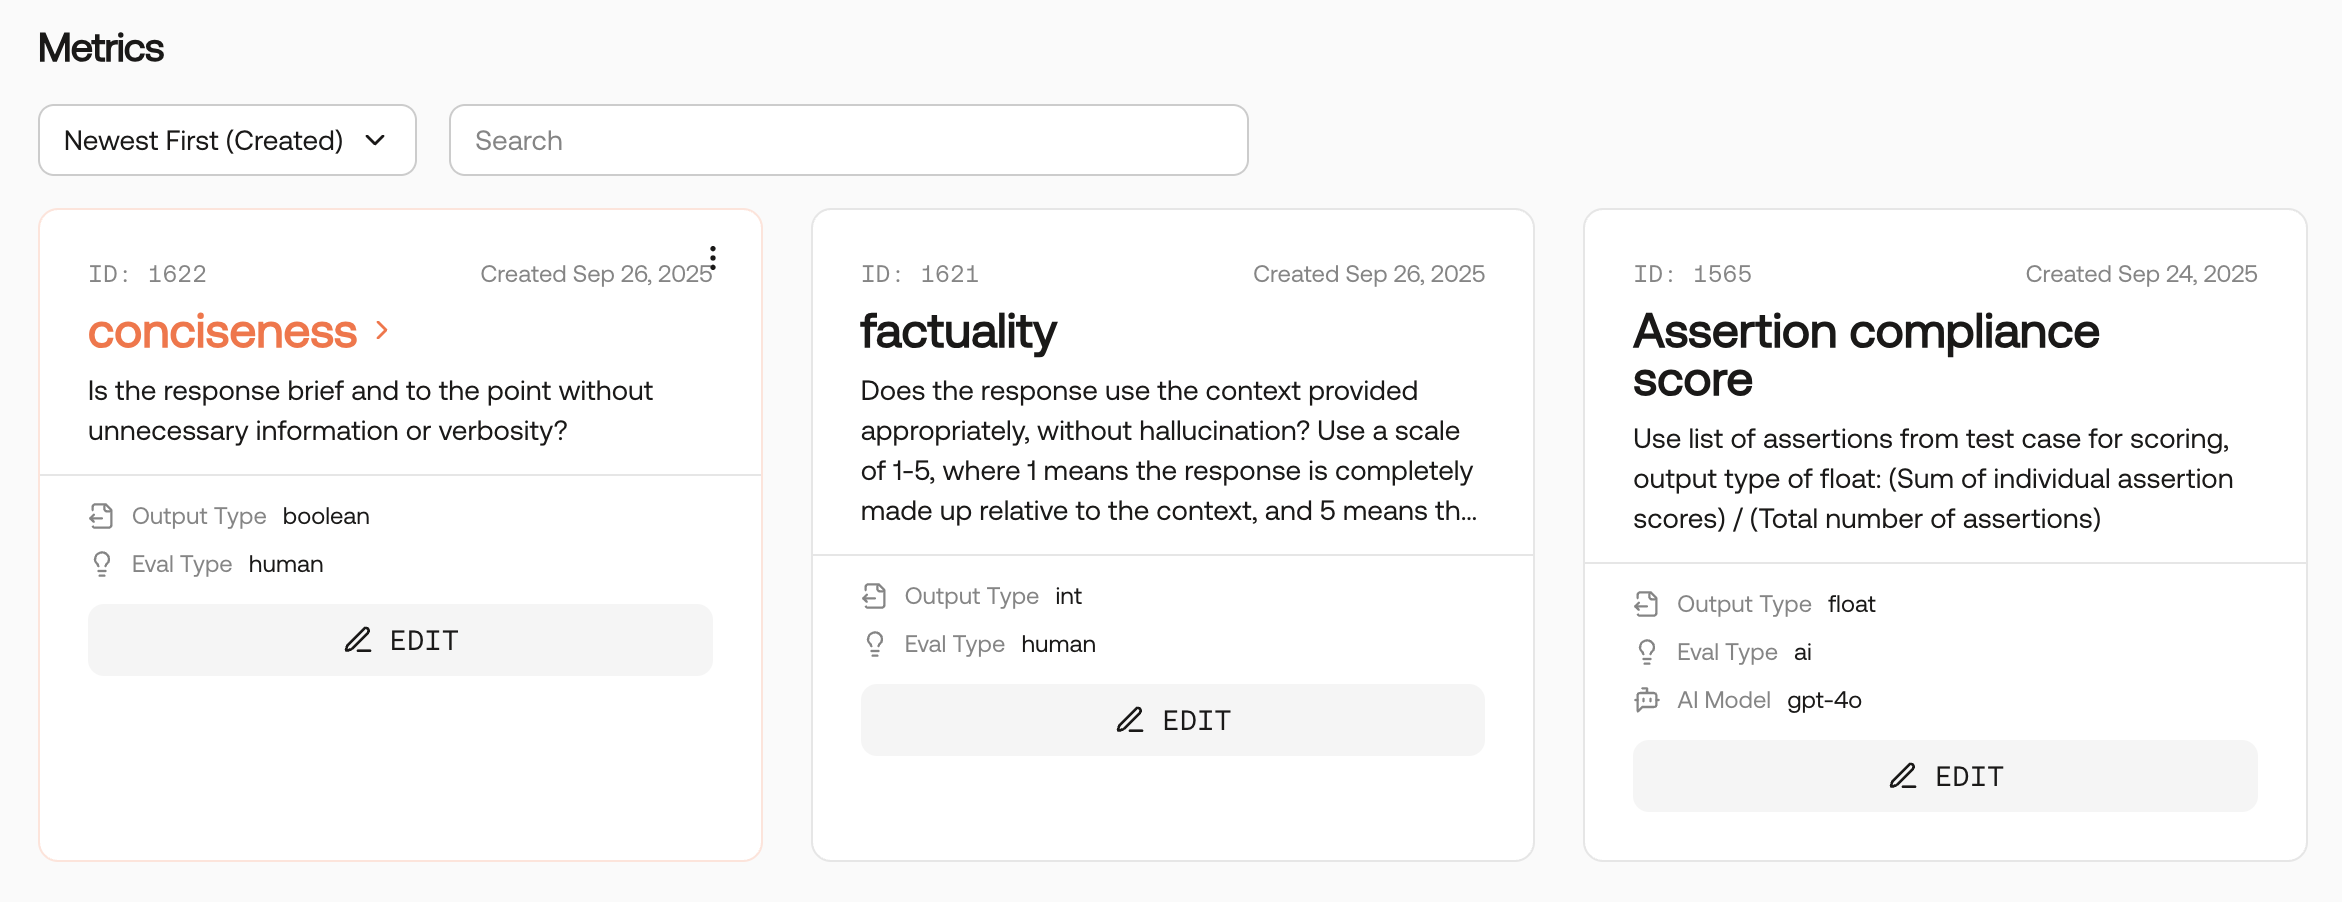 Metrics
Newest First (Created)
Search
ID: 1622
Created Sep 26, 2025
conciseness
Is the response brief and to the point without
unnecessary information or verbosity?
Output Type boolean
Eval Type human
EDIT
ID: 1621
Created Sep 26, 2025
factuality
Does the response use the context provided
appropriately, without hallucination? Use a scale
of 1-5, where 1 means the response is completely
made up relative to the context, and 5 means th...
Output Type int
Eval Type human
EDIT
ID: 1565
Created Sep 24, 2025
Assertion compliance
score
Use list of assertions from test case for scoring,
output type of float: (Sum of individual assertion
scores) / (Total number of assertions)
Output Type float
Eval Type ai
AI Model gpt-4o
EDIT